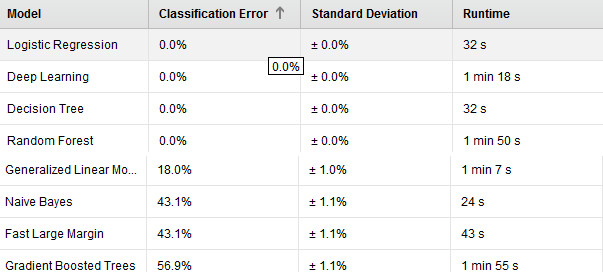 Model Classification Error ↑ Standard Deviation Runtime
Logistic Regression 0.0% ± 0.0% 32 s
0.0%
Deep Learning 0.0% ± 0.0% 1 min 18 s
Decision Tree 0.0% ± 0.0% 32 s
Random Forest 0.0% ± 0.0% 1 min 50 s
Generalized Linear Mo... 18.0% ± 1.0% 1 min 7 s
Naive Bayes 43.1% ± 1.1% 24 s
Fast Large Margin 43.1% ± 1.1% 43 s
Gradient Boosted Trees 56.9% ± 1.1% 1 min 55 s